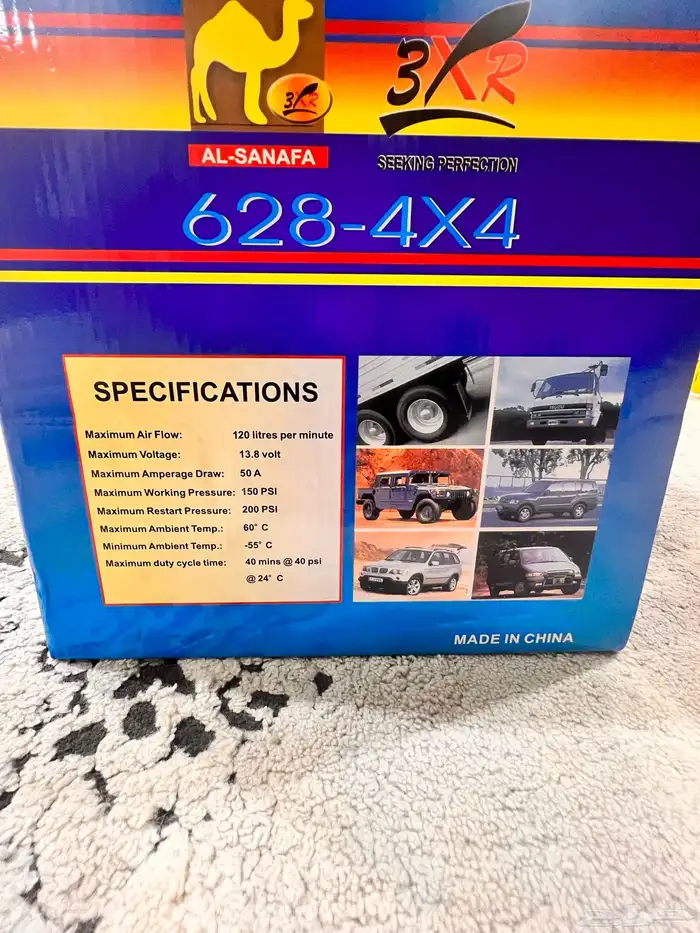 3XR
3XR
AL-SANAFA
SEEKING PERFECTION
628-4X4
SPECIFICATIONS
Maximum Air Flow: 120 litres per minute
Maximum Voltage: 13.8 volt
Maximum Amperage Draw: 50 A
Maximum Working Pressure: 150 PSI
Maximum Restart Pressure: 200 PSI
Maximum Ambient Temp.: 60° C
Minimum Ambient Temp.: -55° C
Maximum duty cycle time: 40 mins @ 40 psi
@ 24° C
MADE IN CHINA